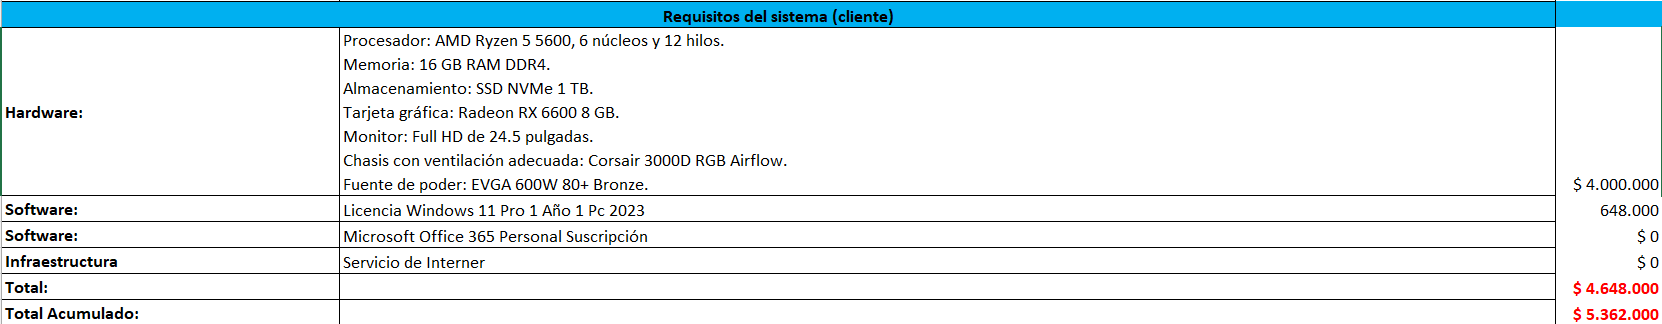 Requisitos del sistema (cliente)
Hardware:
Procesador: AMD Ryzen 5 5600, 6 núcleos y 12 hilos.
Memoria: 16 GB RAM DDR4.
Almacenamiento: SSD NVMe 1 TB.
Tarjeta gráfica: Radeon RX 6600 8 GB.
Monitor: Full HD de 24.5 pulgadas.
Chasis con ventilación adecuada: Corsair 3000D RGB Airflow.
Fuente de poder: EVGA 600W 80+ Bronze.
$ 4.000.000
Software: Licencia Windows 11 Pro 1 Año 1 Pc 2023 648.000
Software: Microsoft Office 365 Personal Suscripción $ 0
Infraestructura Servicio de Interner $ 0
Total: $ 4.648.000
Total Acumulado: $ 5.362.000